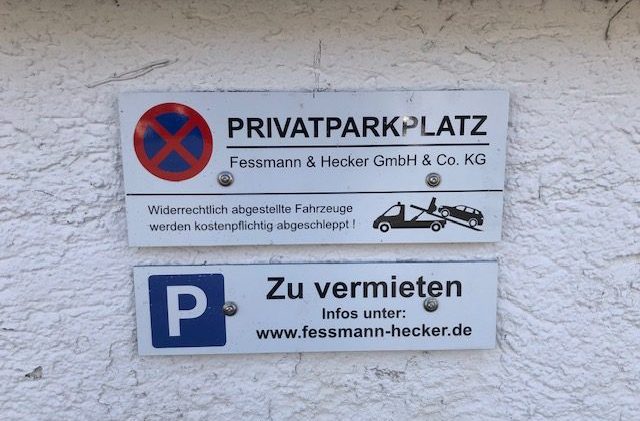 PRIVATPARKPLATZ
Fessmann & Hecker GmbH & Co. KG
Widerrechtlich abgestellte Fahrzeuge
werden kostenpflichtig abgeschleppt !
P
Zu vermieten
Infos unter:
www.fessmann-hecker.de